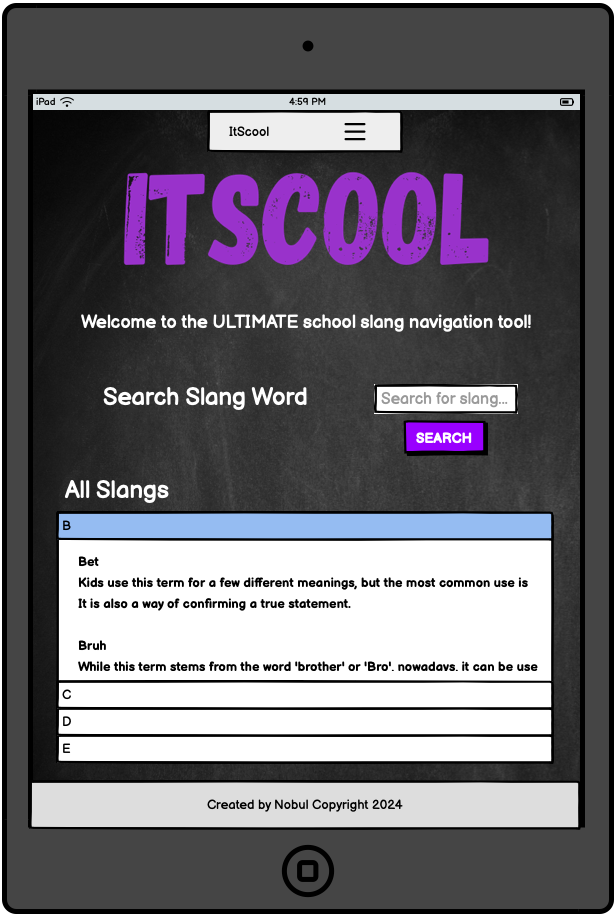 iPad 4:59 PM
ItScool
ITSCOOL
Welcome to the ULTIMATE school slang navigation tool!
Search Slang Word
Search for slang...
SEARCH
All Slangs
B
Bet
Kids use this term for a few different meanings, but the most common use is
It is also a way of confirming a true statement.
Bruh
While this term stems from the word 'brother' or 'Bro'. nowadays. it can be use
C
D
E
Created by Nobul Copyright 2024